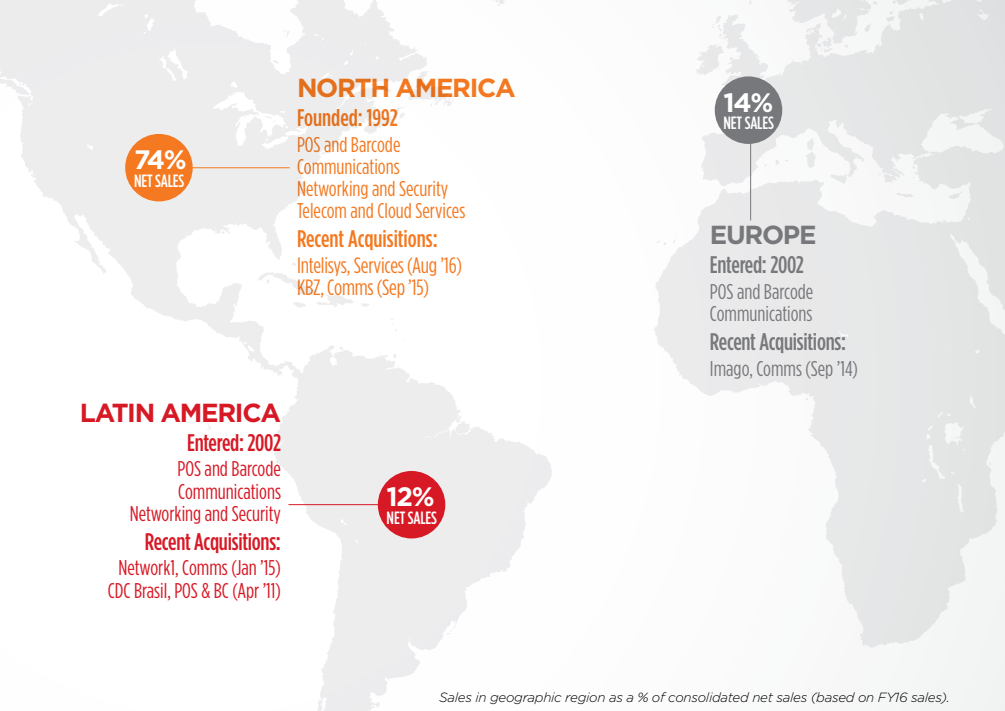 NORTH AMERICA
Founded: 1992
POS and Barcode
Communications
Networking and Security
Telecom and Cloud Services
Recent Acquisitions:
Intelisys, Services (Aug ’16)
KBZ, Comms (Sep ’15)
74%
NET SALES
14%
NET SALES
EUROPE
Entered: 2002
POS and Barcode
Communications
Recent Acquisitions:
Imago, Comms (Sep ’14)
LATIN AMERICA
Entered: 2002
POS and Barcode
Communications
Networking and Security
Recent Acquisitions:
Network1, Comms (Jan ’15)
CDC Brasil, POS & BC (Apr ’11)
12%
NET SALES
Sales in geographic region as a % of consolidated net sales (based on FY16 sales).